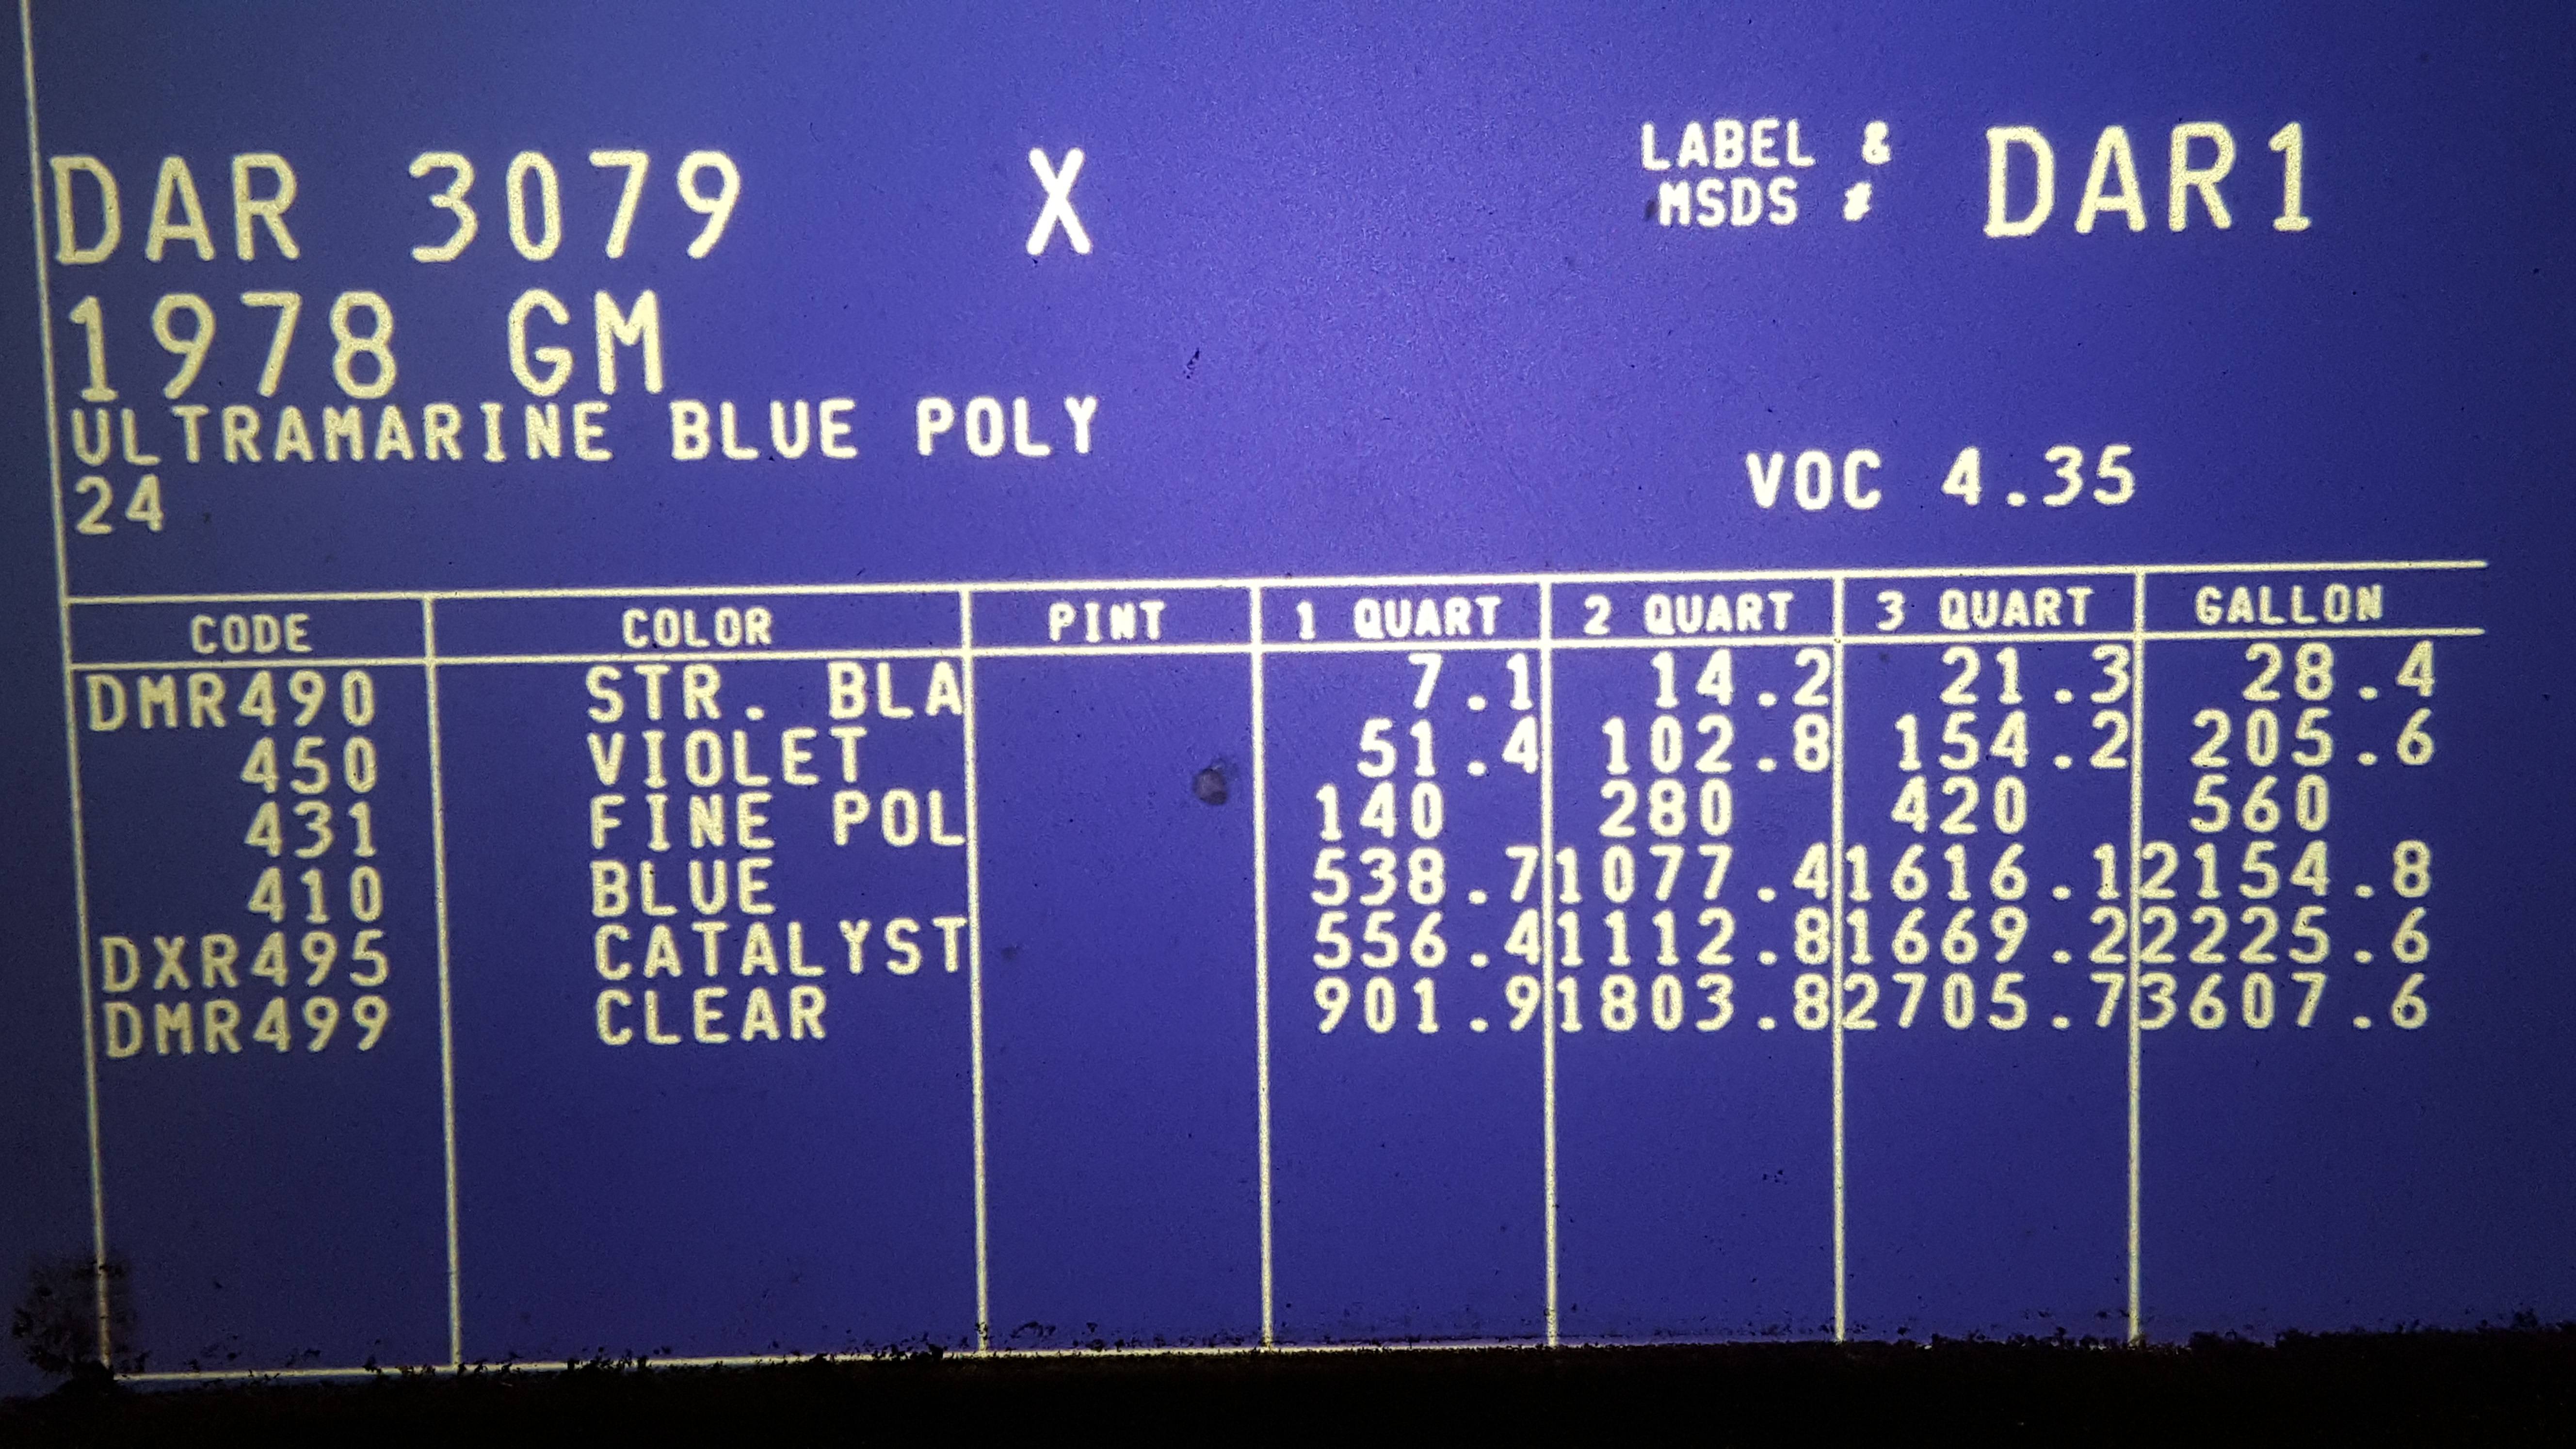 DAR 3079 X LABEL & MSDS # DAR1
1978 GM
ULTRAMARINE BLUE POLY
24 VOC 4.35
CODE COLOR PINT 1 QUART 2 QUART 3 QUART GALLON
DMR490 STR. BLA 7.1 14.2 21.3 28.4
450 VIOLET 51.4 102.8 154.2 205.6
431 FINE POL 140 280 420 560
410 BLUE 538.7 1077.4 1616.1 2154.8
DXR495 CATALYST 556.4 1112.8 1669.2 2225.6
DMR499 CLEAR 901.9 1803.8 2705.7 3607.6